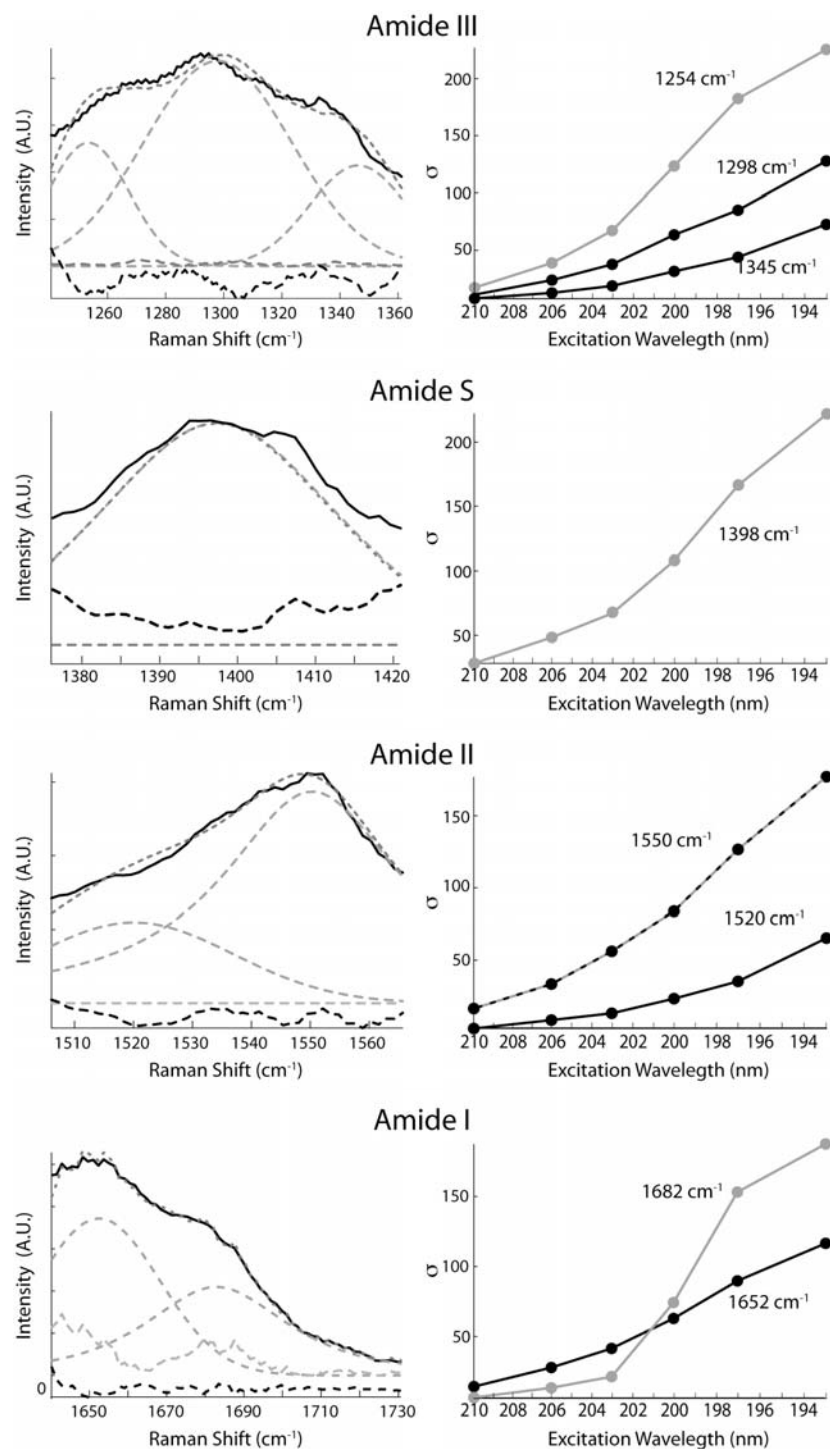 Amide III
Intensity (A.U.)
1260 1280 1300 1320 1340 1360
Raman Shift (cm⁻¹)
200
150
100
50
σ
1254 cm⁻¹
1298 cm⁻¹
1345 cm⁻¹
210 208 206 204 202 200 198 196 194
Excitation Wavelegth (nm)
Amide S
Intensity (A.U.)
1380 1390 1400 1410 1420
Raman Shift (cm⁻¹)
200
150
100
50
σ
1398 cm⁻¹
210 208 206 204 202 200 198 196 194
Excitation Wavelegth (nm)
Amide II
Intensity (A.U.)
1510 1520 1530 1540 1550 1560
Raman Shift (cm⁻¹)
150
100
50
σ
1550 cm⁻¹
1520 cm⁻¹
210 208 206 204 202 200 198 196 194
Excitation Wavelegth (nm)
Amide I
Intensity (A.U.)
0
1650 1670 1690 1710 1730
Raman Shift (cm⁻¹)
150
100
50
σ
1682 cm⁻¹
1652 cm⁻¹
210 208 206 204 202 200 198 196 194
Excitation Wavelegth (nm)